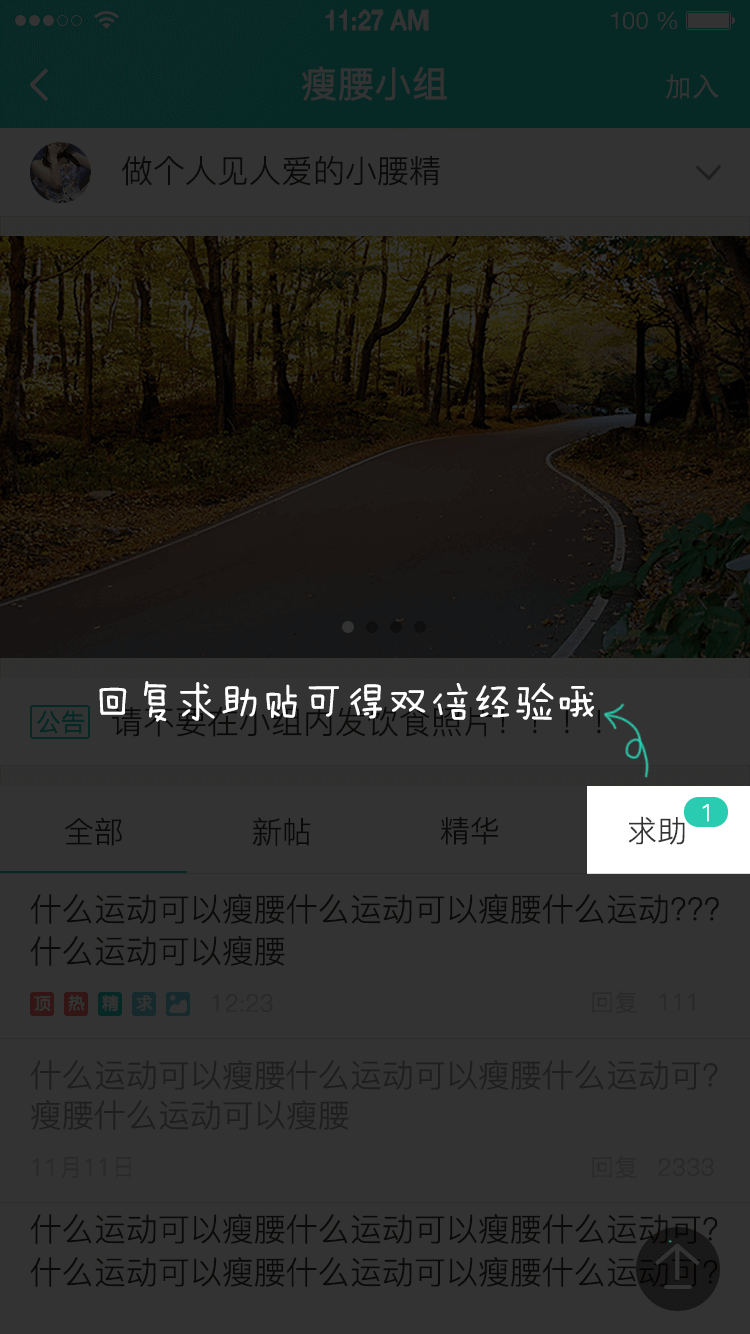 11:27 AM
100 %
瘦腰小组
加入
做个人见人爱的小腰精
回复求助贴可得双倍经验哦
公告
请不要在小组内发饮食照片！！！！
全部
新帖
精华
求助
1
什么运动可以瘦腰什么运动可以瘦腰什么运动???
什么运动可以瘦腰
顶
热
精
求
12:23
回复 111
什么运动可以瘦腰什么运动可以瘦腰什么运动可?
瘦腰什么运动可以瘦腰
11月11日
回复 2333
什么运动可以瘦腰什么运动可以瘦腰什么运动可?
什么运动可以瘦腰什么运动可以瘦腰什么运动可?